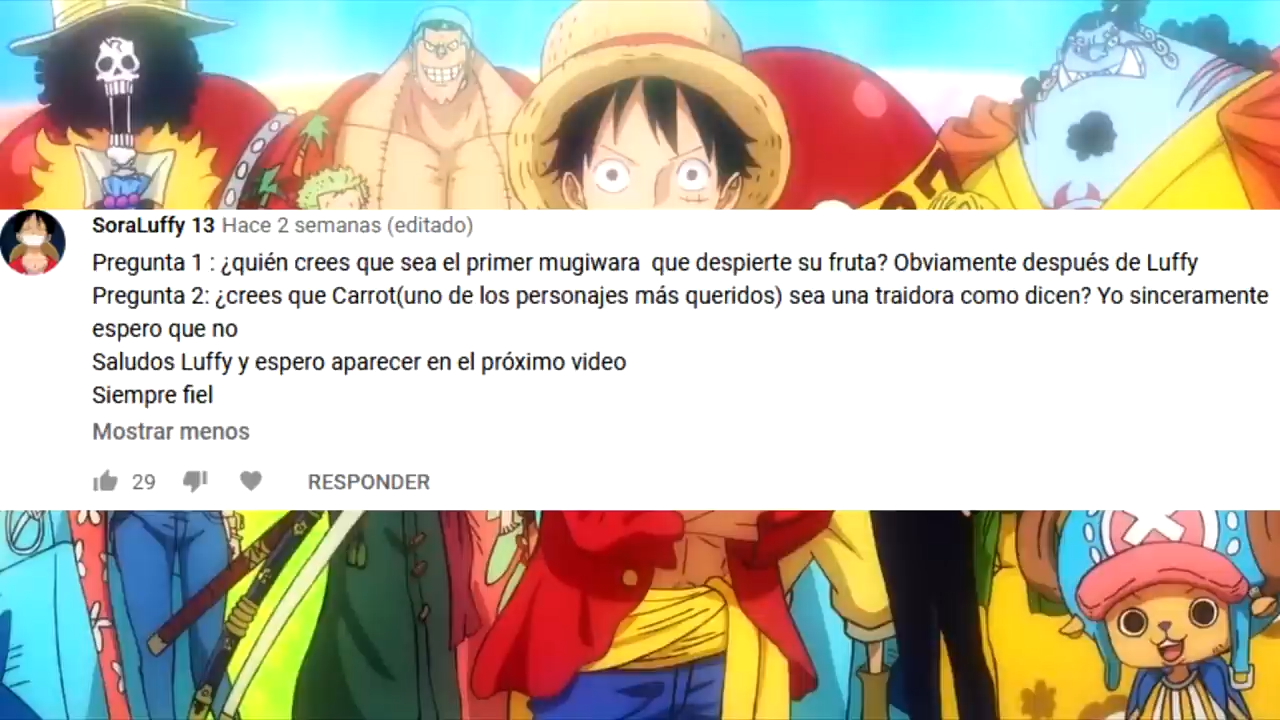 SoraLuffy 13 Hace 2 semanas (editado)
Pregunta 1 : ¿quién crees que sea el primer mugiwara que despierte su fruta? Obviamente después de Luffy
Pregunta 2: ¿crees que Carrot(uno de los personajes más queridos) sea una traidora como dicen? Yo sinceramente
espero que no
Saludos Luffy y espero aparecer en el próximo video
Siempre fiel
Mostrar menos
29 RESPONDER